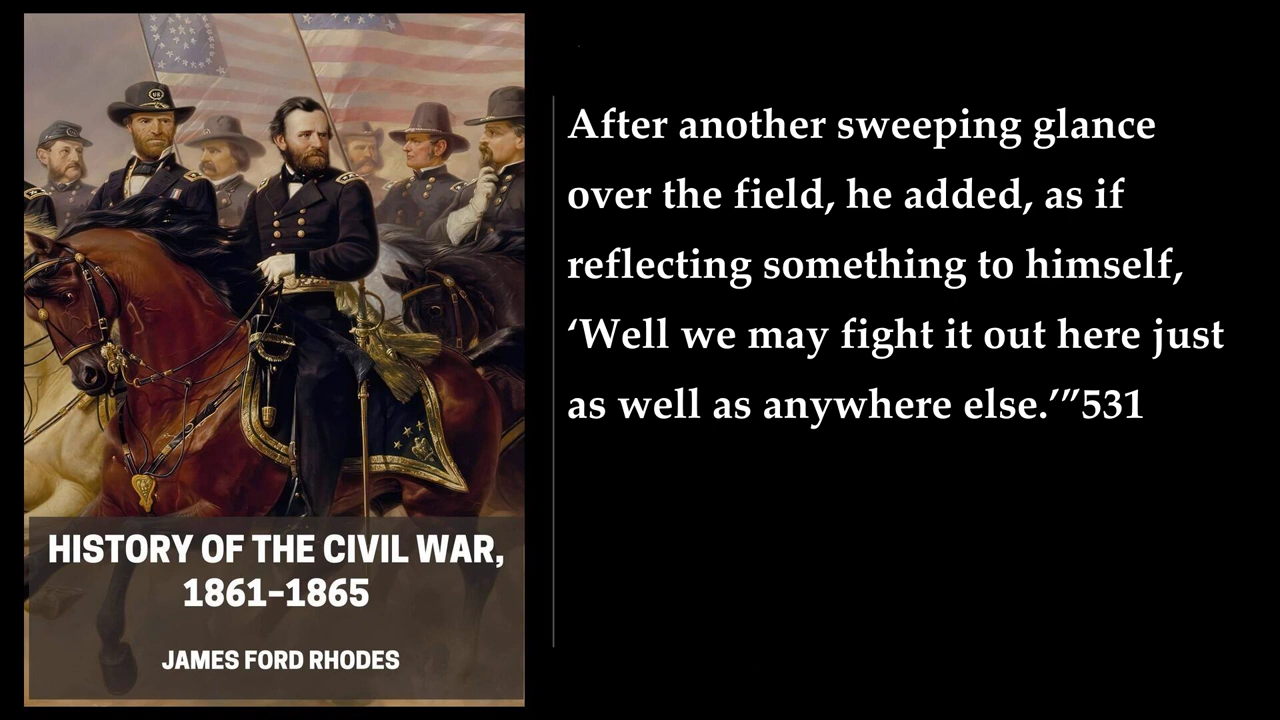 HISTORY OF THE CIVIL WAR,
1861–1865
JAMES FORD RHODES
After another sweeping glance
over the field, he added, as if
reflecting something to himself,
‘Well we may fight it out here just
as well as anywhere else.’”531